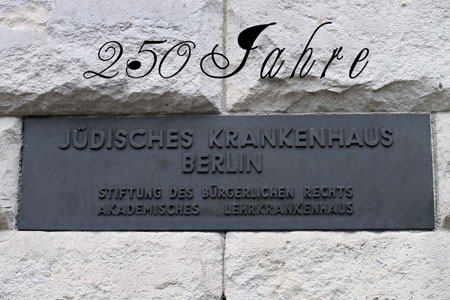 250 Jahre
JÜDISCHES KRANKENHAUS
BERLIN
STIFTUNG DES BÜRGERLICHEN RECHTS
AKADEMISCHES LEHRKRANKENHAUS